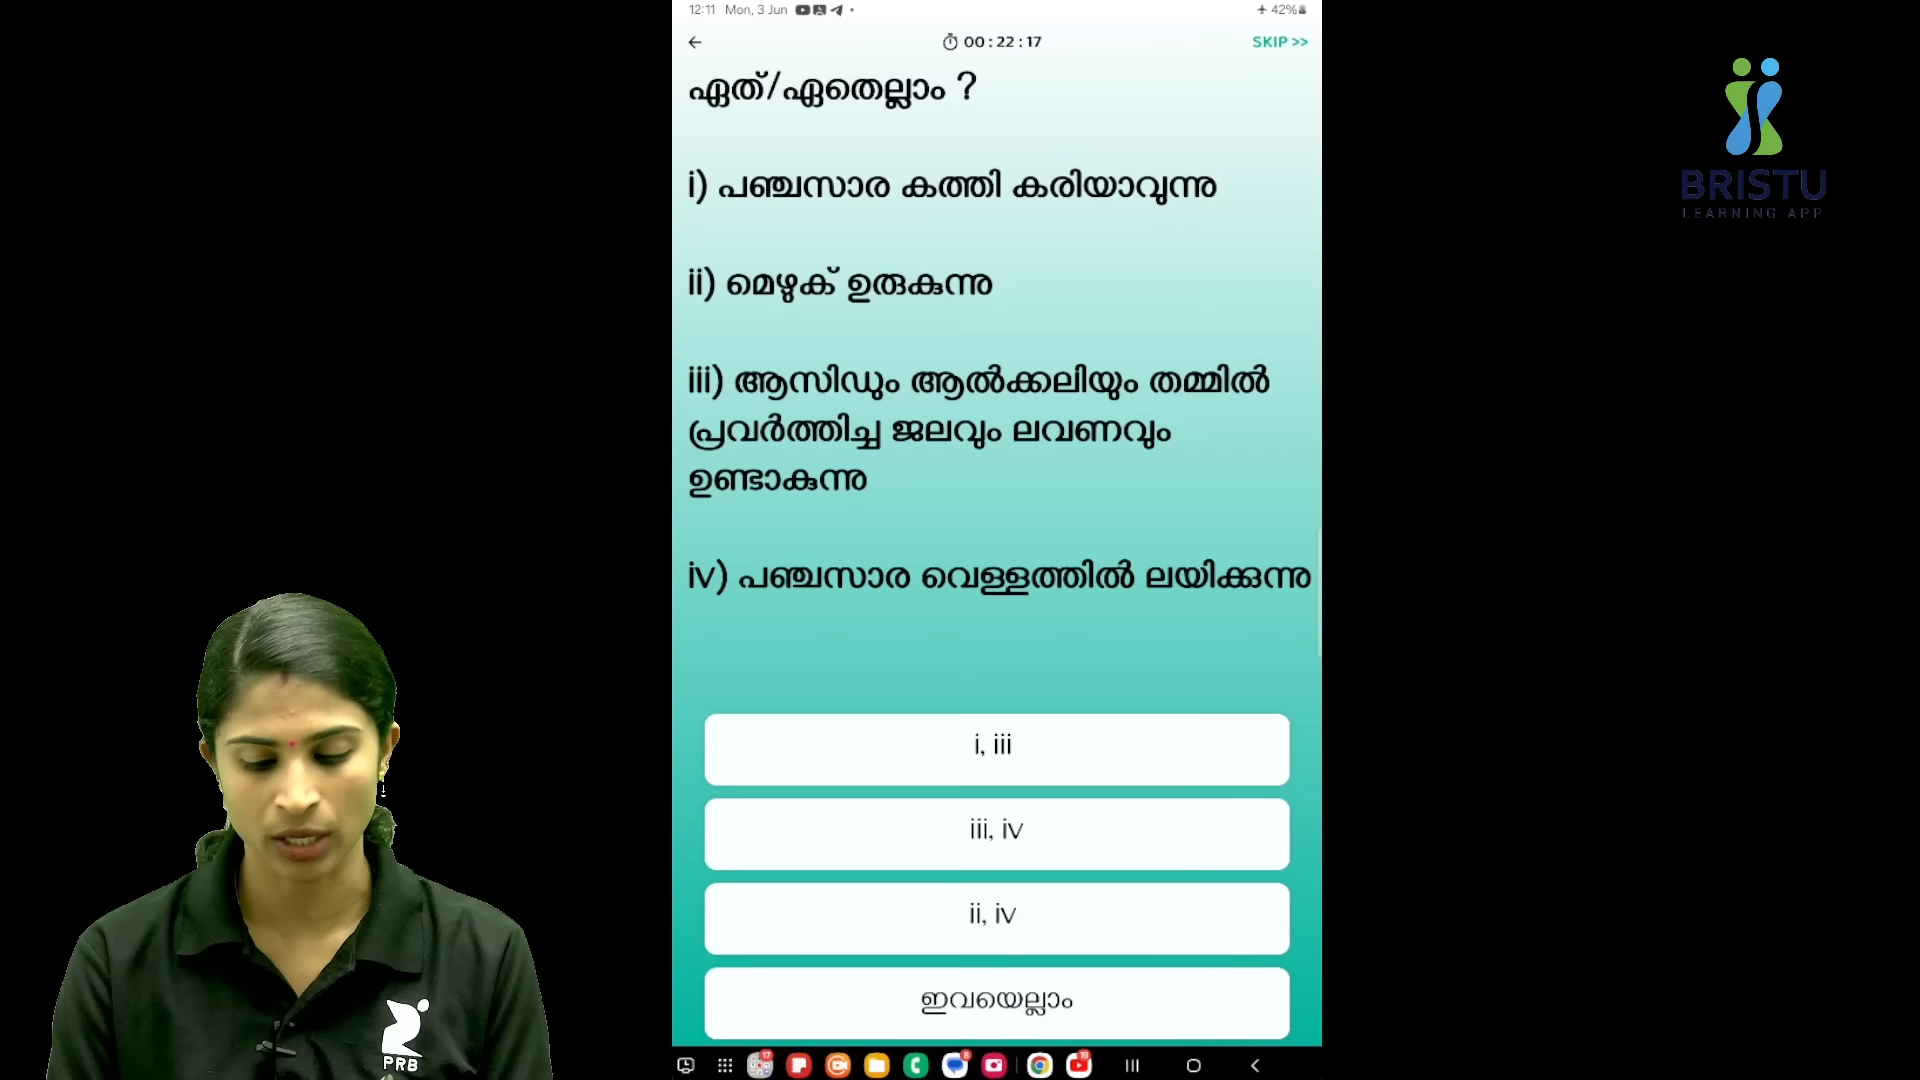 12:11 Mon, 3 Jun
42%
00 : 22 : 17
SKIP >>
ഏത്/ഏതെല്ലാം ?
i) പഞ്ചസാര കത്തി കരിയാവുന്നു
ii) മെഴുക് ഉരുകുന്നു
iii) ആസിഡും ആൽക്കലിയും തമ്മിൽ
പ്രവർത്തിച്ച ജലവും ലവണവും
ഉണ്ടാകുന്നു
iv) പഞ്ചസാര വെള്ളത്തിൽ ലയിക്കുന്നു
i, iii
iii, iv
ii, iv
ഇവയെല്ലാം
BRISTU
LEARNING APP
PRB